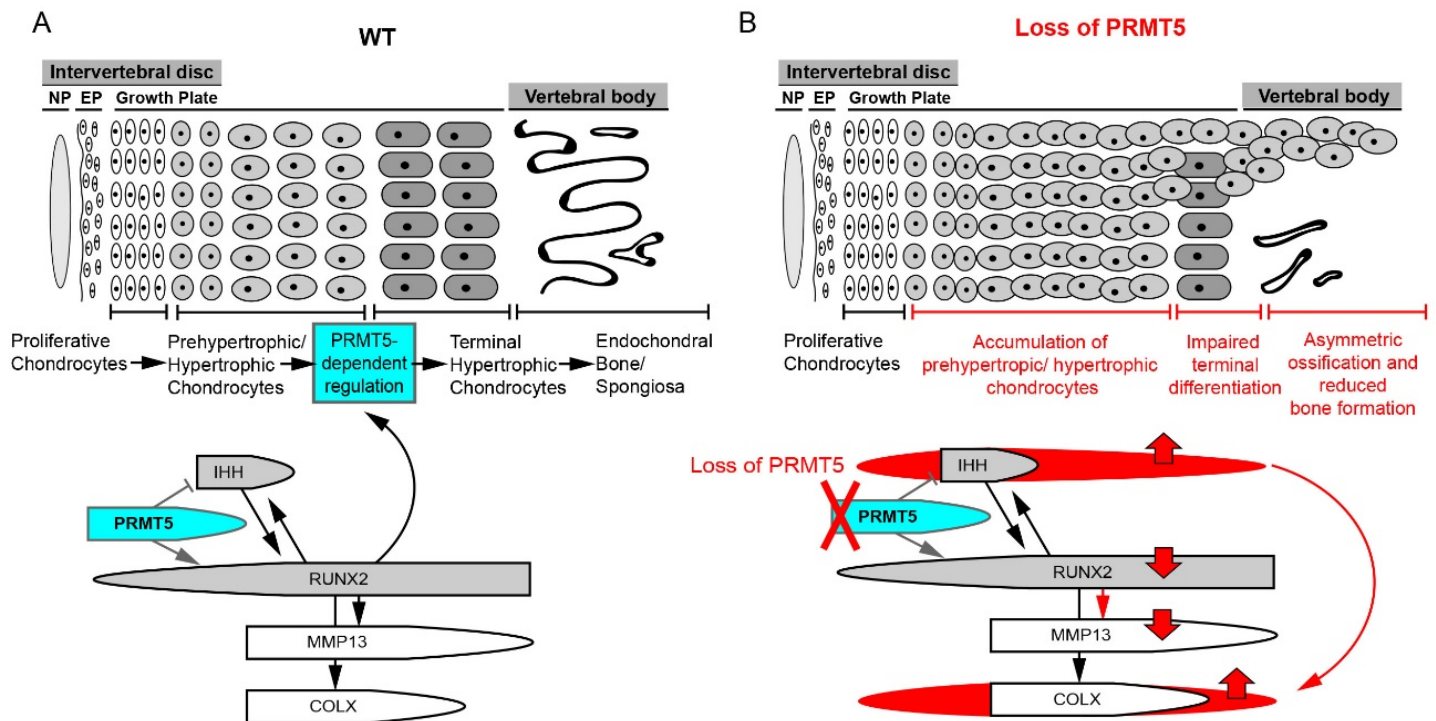 A
WT
Intervertebral disc
NP EP Growth Plate
Vertebral body
Proliferative
Chondrocytes
Prehypertrophic/
Hypertrophic
Chondrocytes
PRMT5-
dependent
regulation
Terminal
Hypertrophic
Chondrocytes
Endochondral
Bone/
Spongiosa
IHH
PRMT5
RUNX2
MMP13
COLX
B
Loss of PRMT5
Intervertebral disc
NP EP Growth Plate
Vertebral body
Proliferative
Chondrocytes
Accumulation of
prehypertropic/ hypertrophic
chondrocytes
Impaired
terminal
differentiation
Asymmetric
ossification and
reduced
bone formation
Loss of PRMT5
IHH
PRMT5
RUNX2
MMP13
COLX